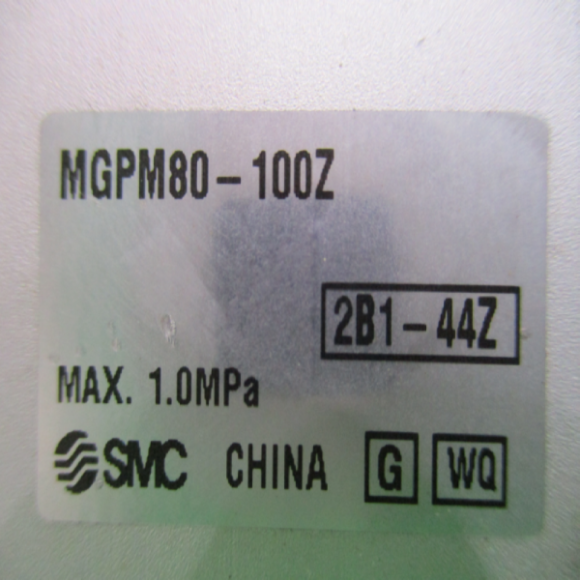 MGPM80-100Z
2B1-44Z
MAX. 1.0MPa
SMC CHINA G WQ